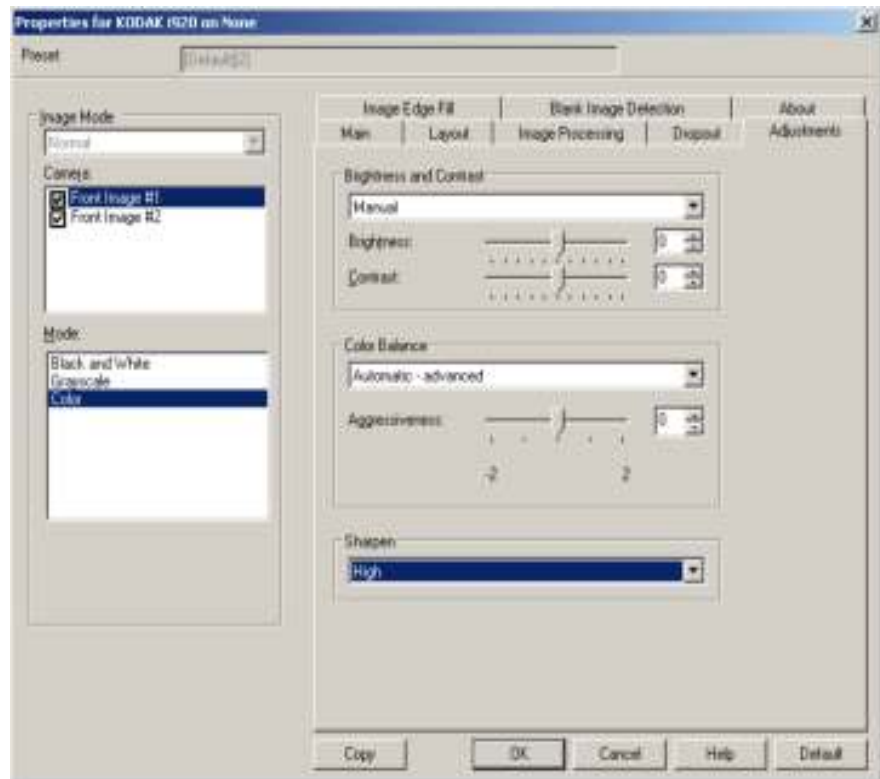 Properties for KODAK i920 on None
Preset
[Default$2]
Image Mode
Normal
Camera:
Front Image #1
Front Image #2
Mode:
Black and White
Grayscale
Color
Image Edge Fill
Blank Image Detection
About
Main
Layout
Image Processing
Dropout
Adjustments
Brightness and Contrast
Manual
Brightness:
0
Contrast:
0
Color Balance
Automatic - advanced
Aggressiveness:
0
-2
2
Sharpen
High
Copy
OK
Cancel
Help
Default